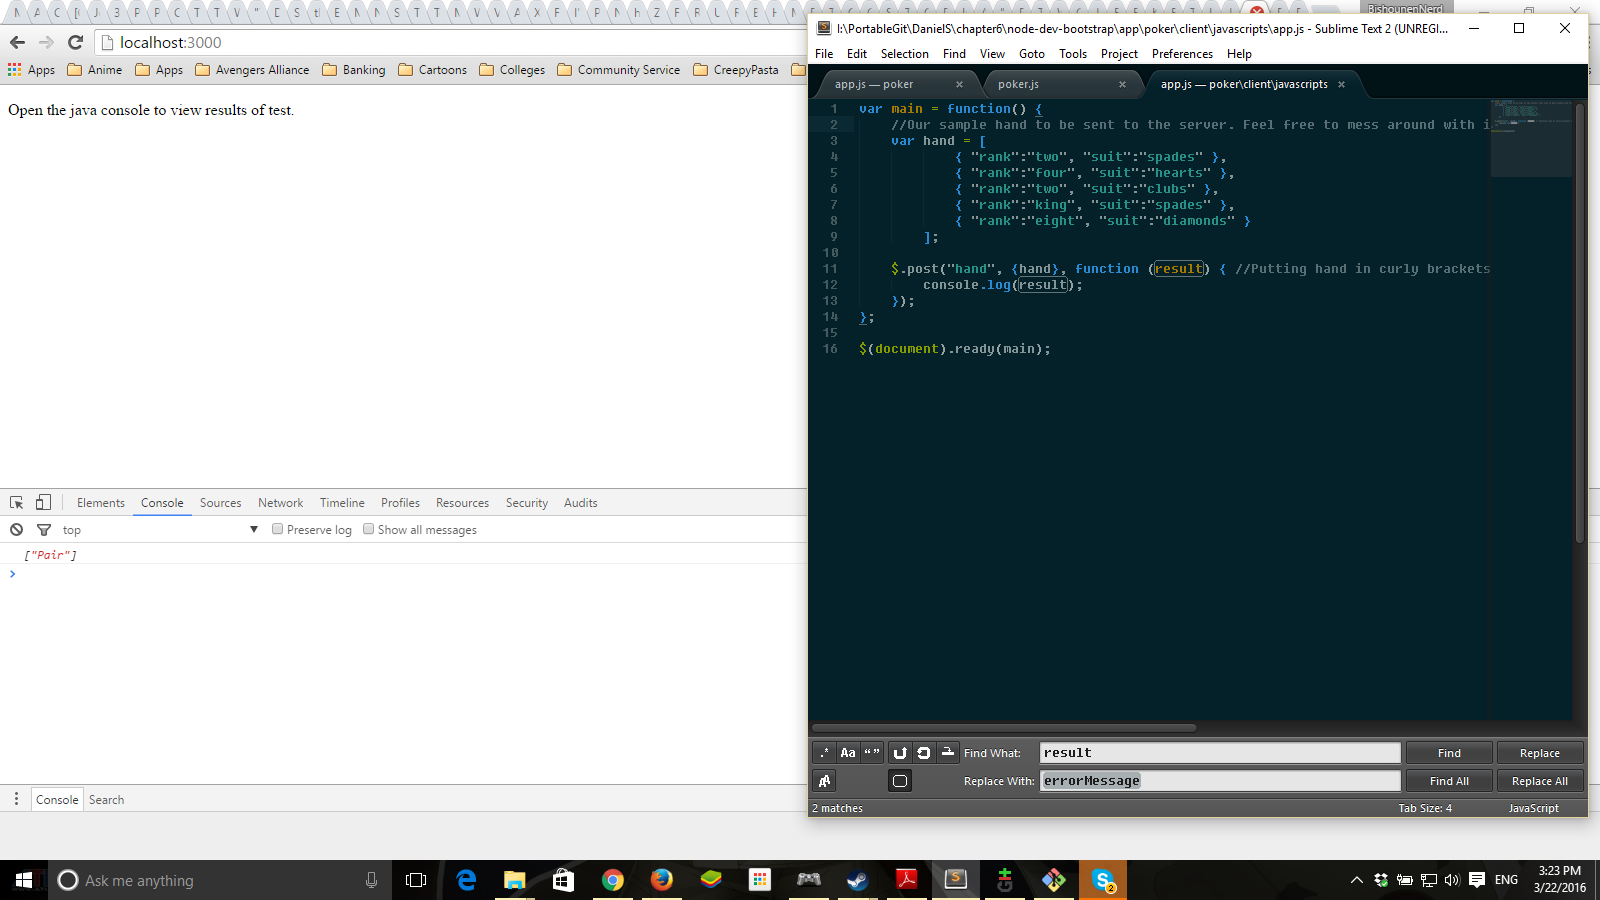 BishounenNerd
localhost:3000
Apps Anime Apps Avengers Alliance Banking Cartoons Colleges Community Service CreepyPasta
Open the java console to view results of test.
Elements Console Sources Network Timeline Profiles Resources Security Audits
top Preserve log Show all messages
["Pair"]
Console Search
I:\PortableGit\DanielS\chapter6\node-dev-bootstrap\app\poker\client\javascripts\app.js - Sublime Text 2 (UNREGI...
File Edit Selection Find View Goto Tools Project Preferences Help
app.js — poker poker.js app.js — poker\client\javascripts
1 var main = function() {
2 //Our sample hand to be sent to the server. Feel free to mess around with i
3 var hand = [
4 { "rank":"two", "suit":"spades" },
5 { "rank":"four", "suit":"hearts" },
6 { "rank":"two", "suit":"clubs" },
7 { "rank":"king", "suit":"spades" },
8 { "rank":"eight", "suit":"diamonds" }
9 ];
10
11 $.post("hand", {hand}, function (result) { //Putting hand in curly brackets
12 console.log(result);
13 });
14 };
15
16 $(document).ready(main);
.* Aa “ ” Find What: result Find Replace
Replace With: errorMessage Find All Replace All
2 matches Tab Size: 4 JavaScript
Ask me anything
2
ENG
3:23 PM
3/22/2016